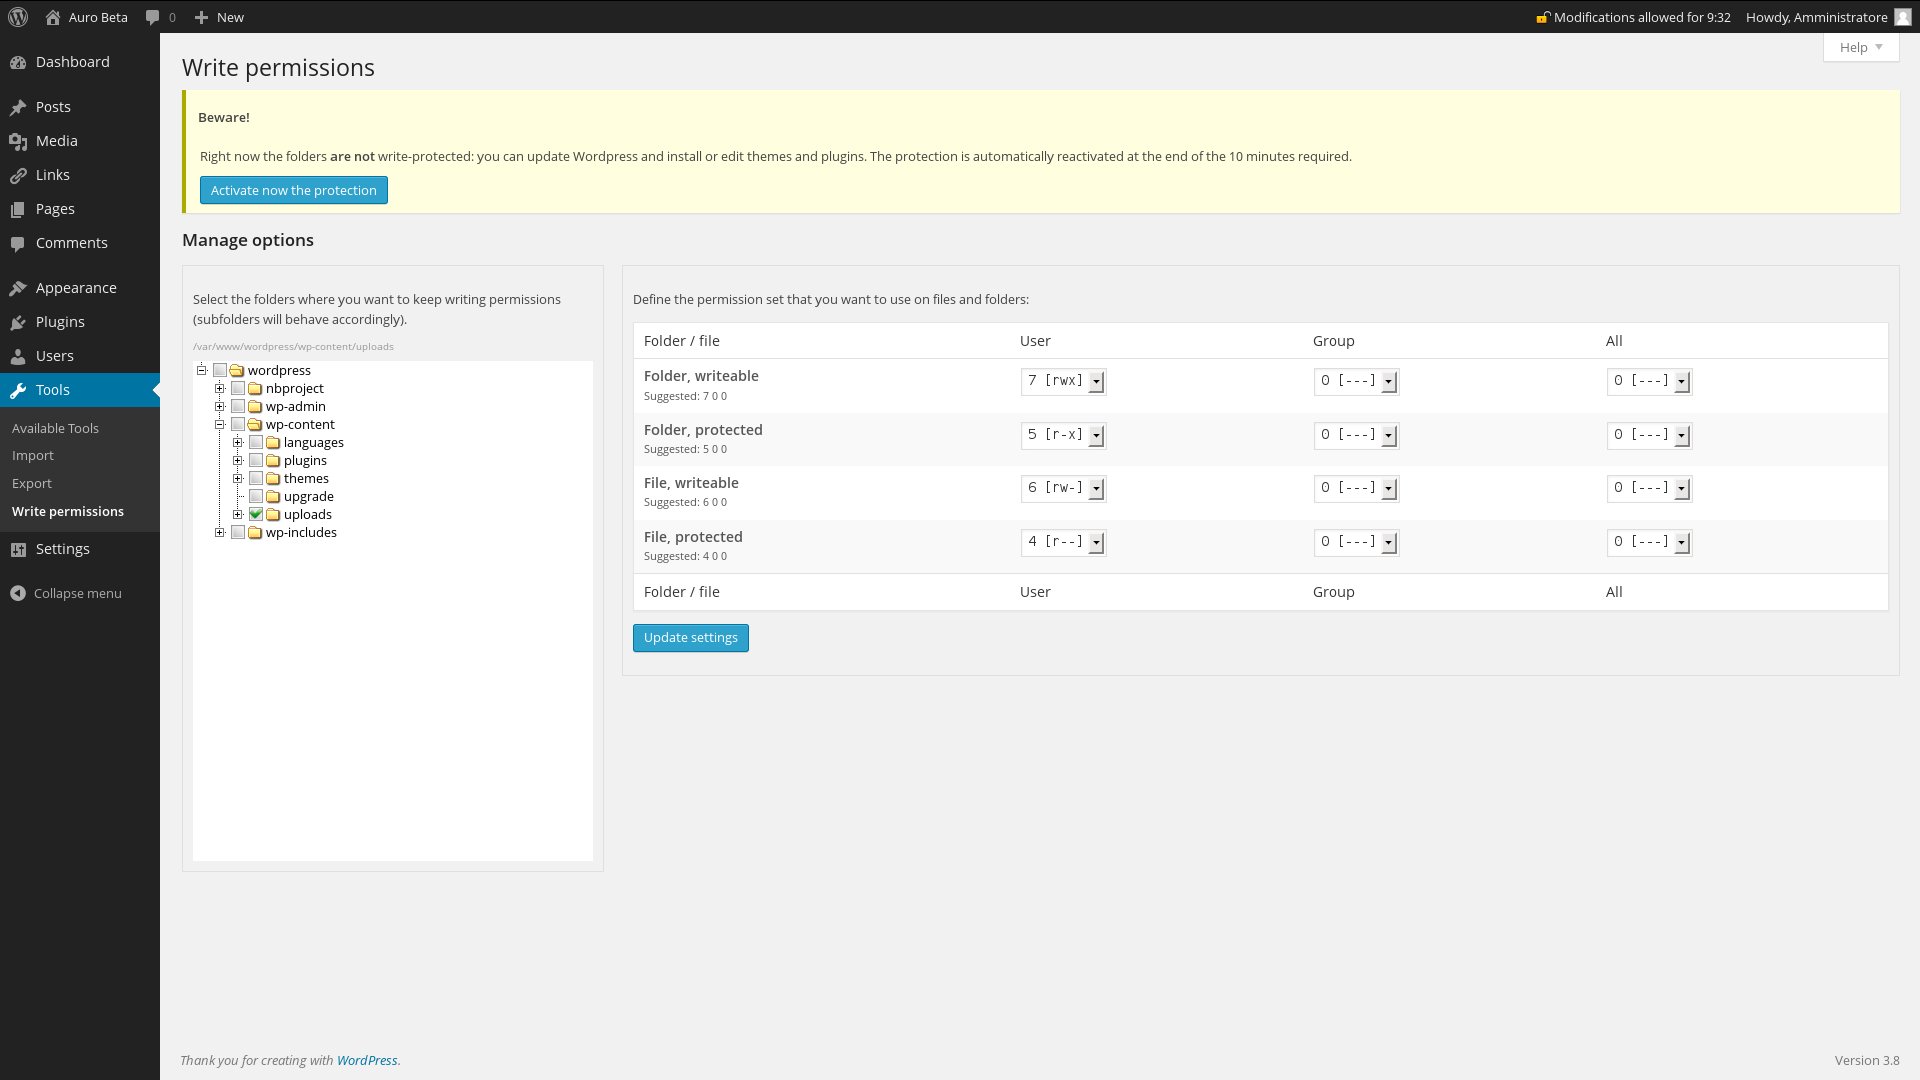 Auro Beta 0 New Modifications allowed for 9:32 Howdy, Amministratore
Help
Dashboard
Posts
Media
Links
Pages
Comments
Appearance
Plugins
Users
Tools
Available Tools
Import
Export
Write permissions
Settings
Collapse menu
Write permissions
Beware!
Right now the folders are not write-protected: you can update Wordpress and install or edit themes and plugins. The protection is automatically reactivated at the end of the 10 minutes required.
Activate now the protection
Manage options
Select the folders where you want to keep writing permissions
(subfolders will behave accordingly).
/var/www/wordpress/wp-content/uploads
wordpress
nbproject
wp-admin
wp-content
languages
plugins
themes
upgrade
uploads
wp-includes
Define the permission set that you want to use on files and folders:
Folder / file User Group All
Folder, writeable 7 [rwx] 0 [---] 0 [---]
Suggested: 7 0 0
Folder, protected 5 [r-x] 0 [---] 0 [---]
Suggested: 5 0 0
File, writeable 6 [rw-] 0 [---] 0 [---]
Suggested: 6 0 0
File, protected 4 [r--] 0 [---] 0 [---]
Suggested: 4 0 0
Folder / file User Group All
Update settings
Thank you for creating with WordPress.
Version 3.8